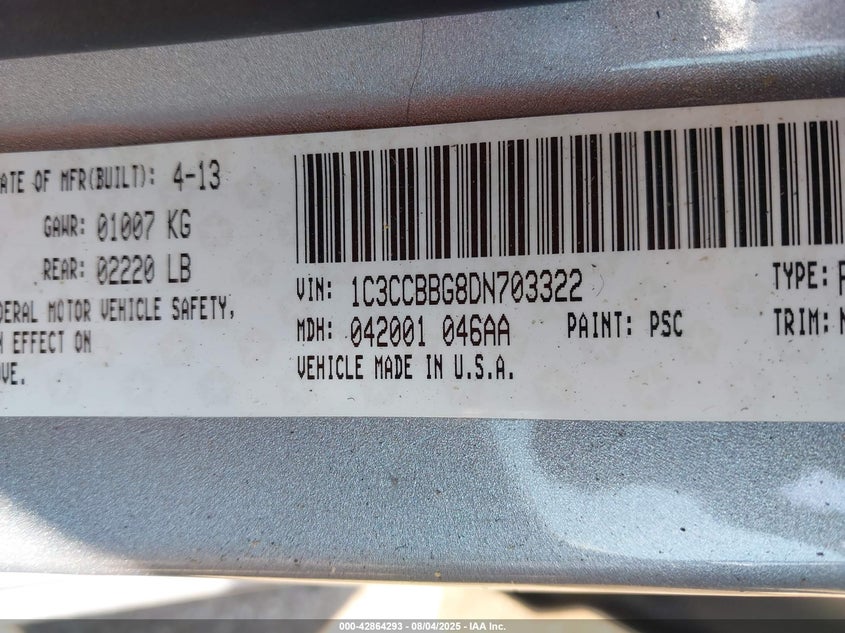 ATE OF MFR(BUILT): 4-13
GAWR: 01007 KG
REAR: 02220 LB
DERAL MOTOR VEHICLE SAFETY,
EFFECT ON
VE.
VIN: 1C3CCBBG8DN703322
MDH: 042001 046AA PAINT: PSC
VEHICLE MADE IN U.S.A.
TYPE:
TRIM:
000-42864293 - 08/04/2025 - IAA Inc.